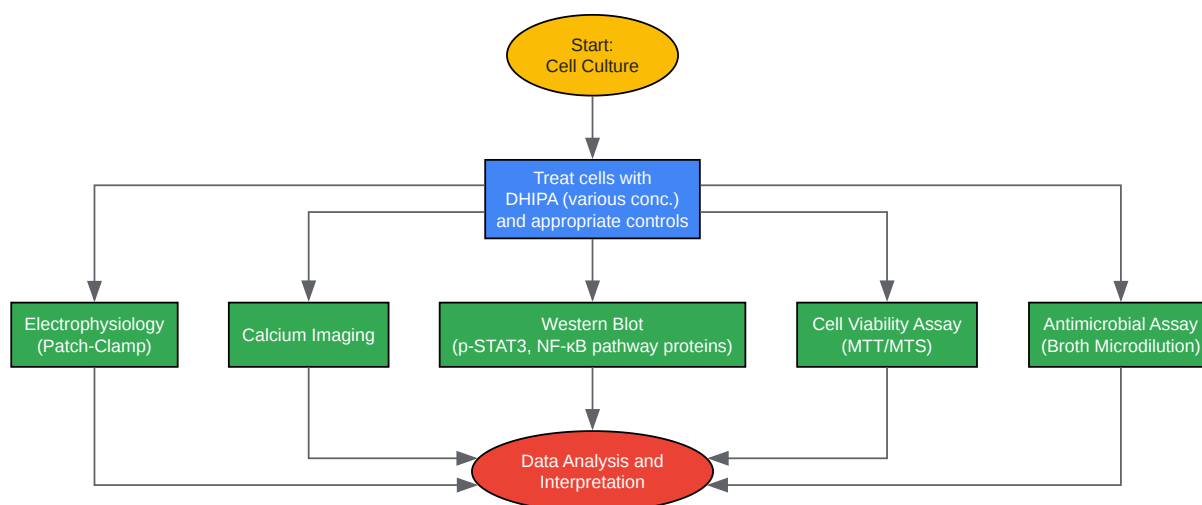 Start:
Cell Culture
Treat cells with
DHIPA (various conc.)
and appropriate controls
Electrophysiology
(Patch-Clamp)
Calcium Imaging
Western Blot
(p-STAT3, NF-κB pathway proteins)
Cell Viability Assay
(MTT/MTS)
Antimicrobial Assay
(Broth Microdilution)
Data Analysis and
Interpretation